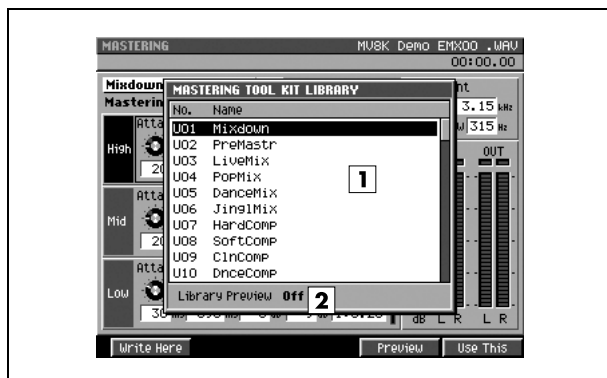 MASTERING MV8K Demo EMX00 .WAV
00:00.00
Mixdown
MASTERING TOOL KIT LIBRARY
No. Name
U01 Mixdown
U02 PreMastr
U03 LiveMix
U04 PopMix
U05 DanceMix
U06 JinglMix
U07 HardComp
U08 SoftComp
U09 ClnComp
U10 DnceComp
Library Preview Off
1
2
High
Mid
Low
3.15 kHz
315 Hz
OUT
dB L R L R
Write Here Preview Use This